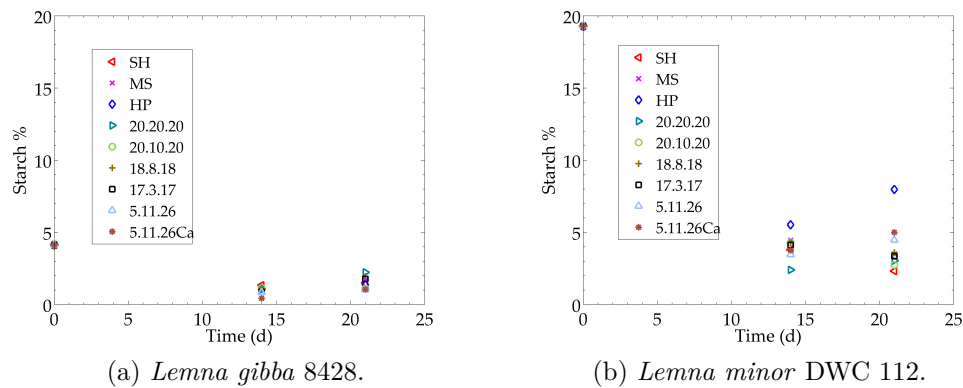 20
15
10
5
0
Starch %
SH
MS
HP
20.20.20
20.10.20
18.8.18
17.3.17
5.11.26
5.11.26Ca
0 5 10 15 20 25
Time (d)
(a) Lemna gibba 8428.
20
15
10
5
0
Starch %
SH
MS
HP
20.20.20
20.10.20
18.8.18
17.3.17
5.11.26
5.11.26Ca
0 5 10 15 20 25
Time (d)
(b) Lemna minor DWC 112.